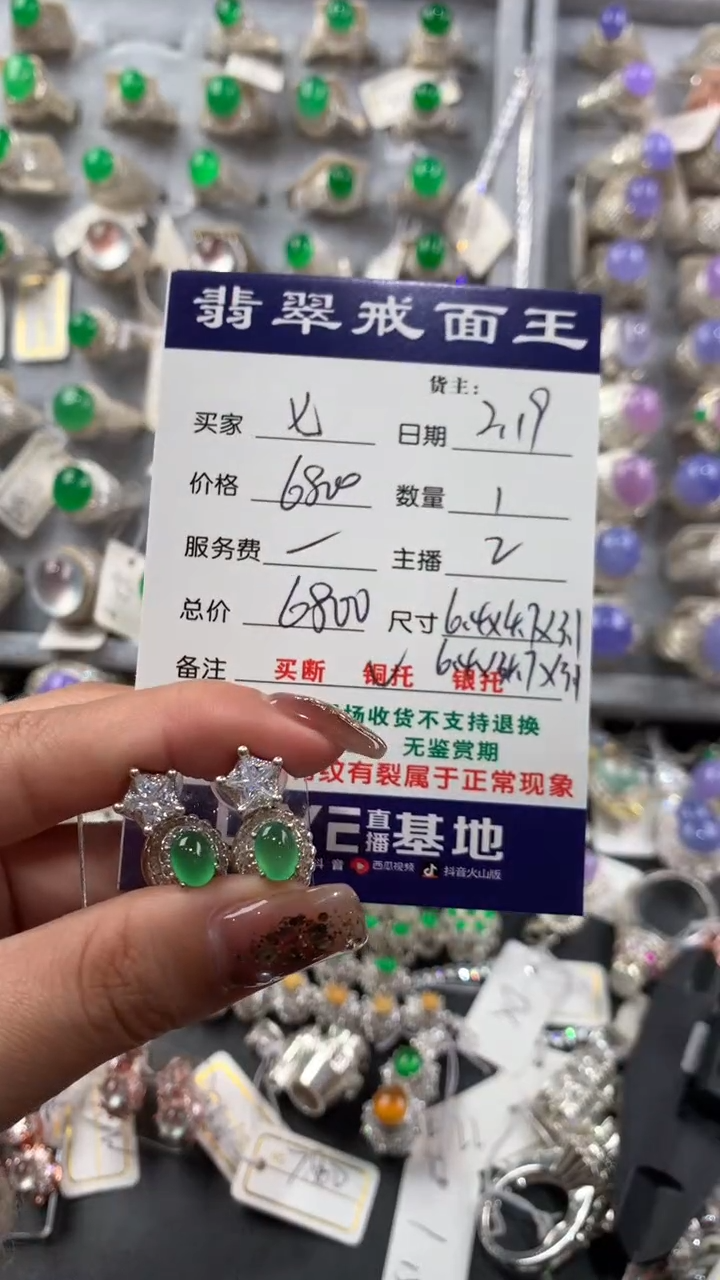 翡翠戒面王
货主：
买家 日期 2.19
价格 6800 数量 1
服务费 主播 2
总价 6800 尺寸 6.4x4.7x3.1
备注 买断 铜托 银托 6.4x4.7x3.1
场收货不支持退换
无鉴赏期
纹有裂属于正常现象
直播基地
抖音 西瓜视频 抖音火山版